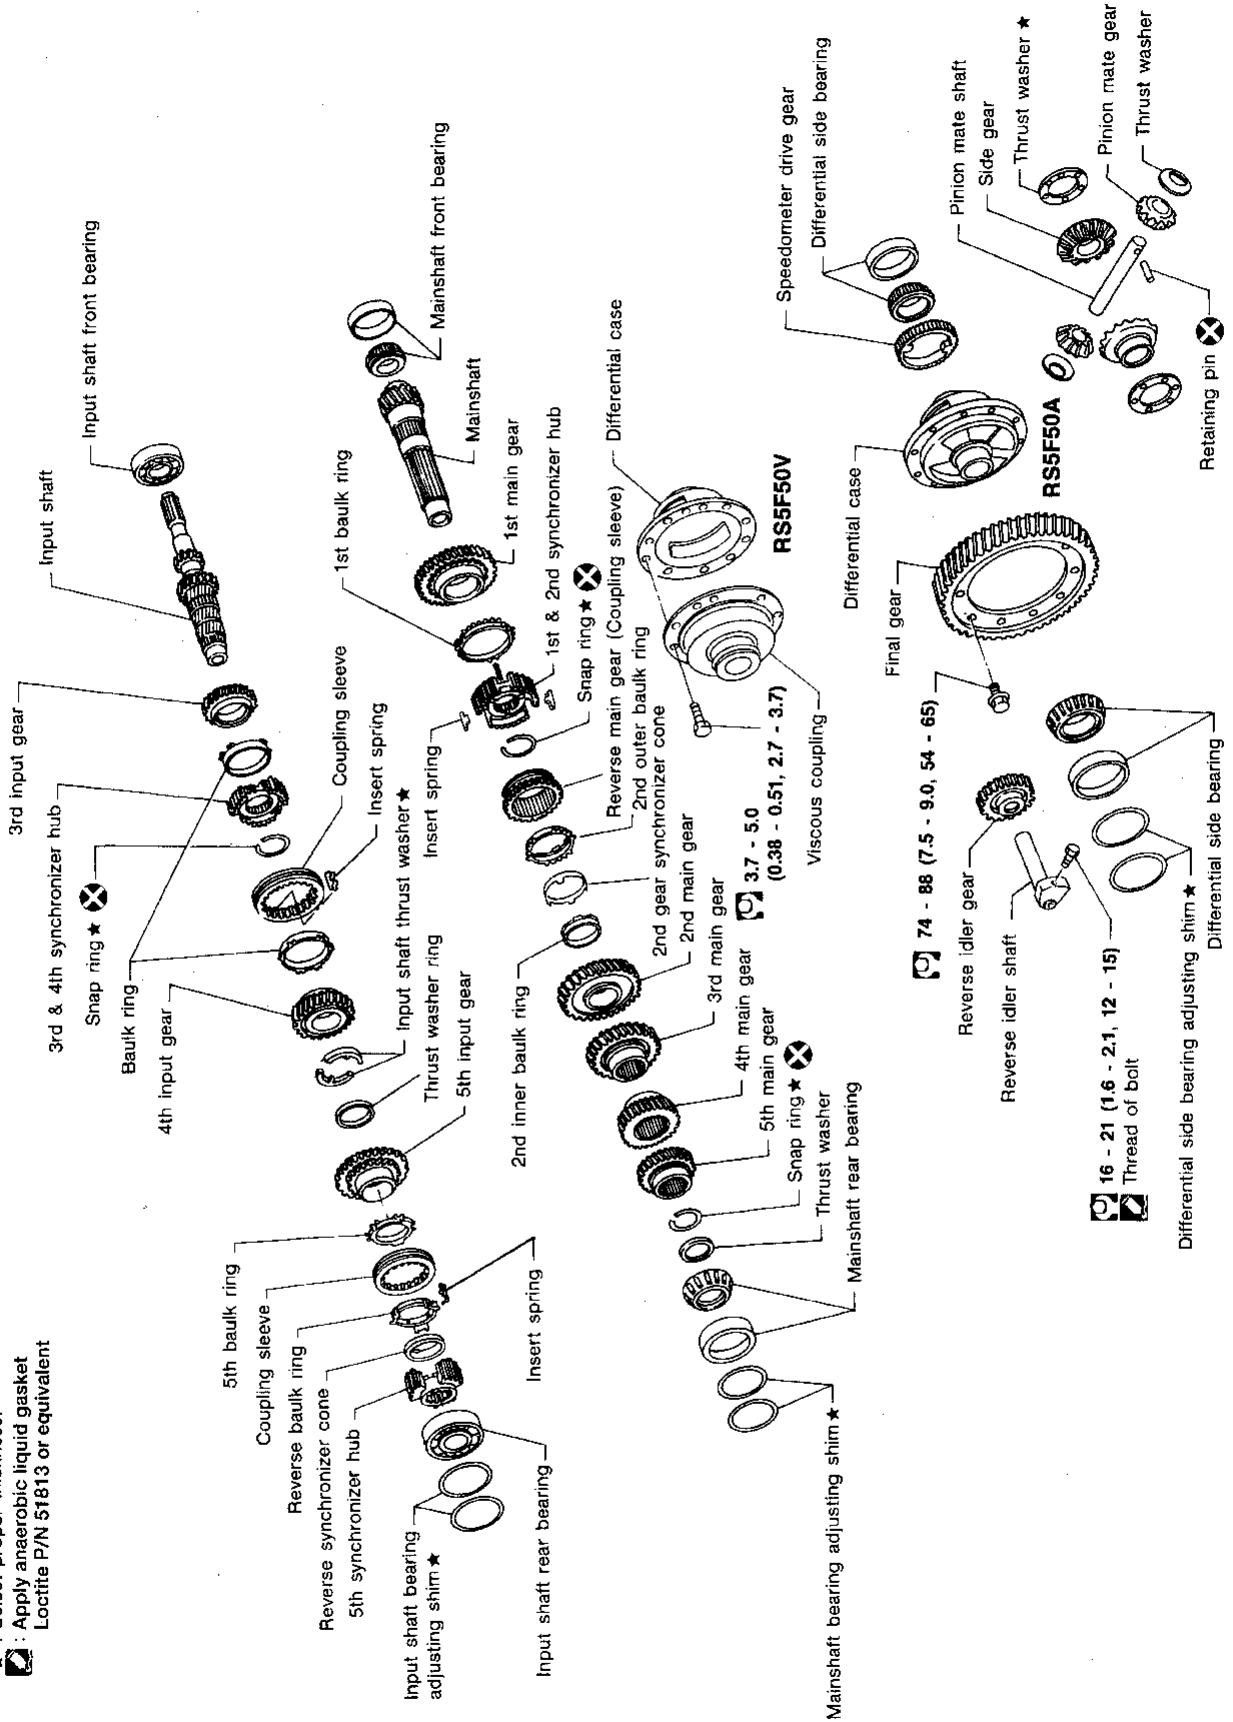 : Apply anaerobic liquid gasket
Loctite P/N 51813 or equivalent
3rd input gear
3rd & 4th synchronizer hub
Snap ring★
Baulk ring
4th input gear
Input shaft
Input shaft front bearing
Coupling sleeve
Insert spring
Input shaft thrust washer★
Thrust washer ring
5th input gear
5th baulk ring
Coupling sleeve
Reverse baulk ring
Reverse synchronizer cone
5th synchronizer hub
Input shaft bearing
adjusting shim★
Input shaft rear bearing
Insert spring
Mainshaft front bearing
Mainshaft
1st baulk ring
1st main gear
1st & 2nd synchronizer hub
Insert spring
Snap ring★
Reverse main gear (Coupling sleeve)
2nd outer baulk ring
2nd gear synchronizer cone
2nd inner baulk ring
2nd main gear
3rd main gear
4th main gear
5th main gear
Snap ring★
Thrust washer
Mainshaft rear bearing
Mainshaft bearing adjusting shim★
Differential case
RS5F50V
3.7 - 5.0
(0.38 - 0.51, 2.7 - 3.7)
Viscous coupling
Speedometer drive gear
Differential side bearing
Pinion mate shaft
Side gear
Thrust washer★
Pinion mate gear
Thrust washer
Retaining pin
RS5F50A
Differential case
Final gear
74 - 88 (7.5 - 9.0, 54 - 65)
Reverse idler gear
Reverse idler shaft
16 - 21 (1.6 - 2.1, 12 - 15)
Thread of bolt
Differential side bearing adjusting shim★
Differential side bearing